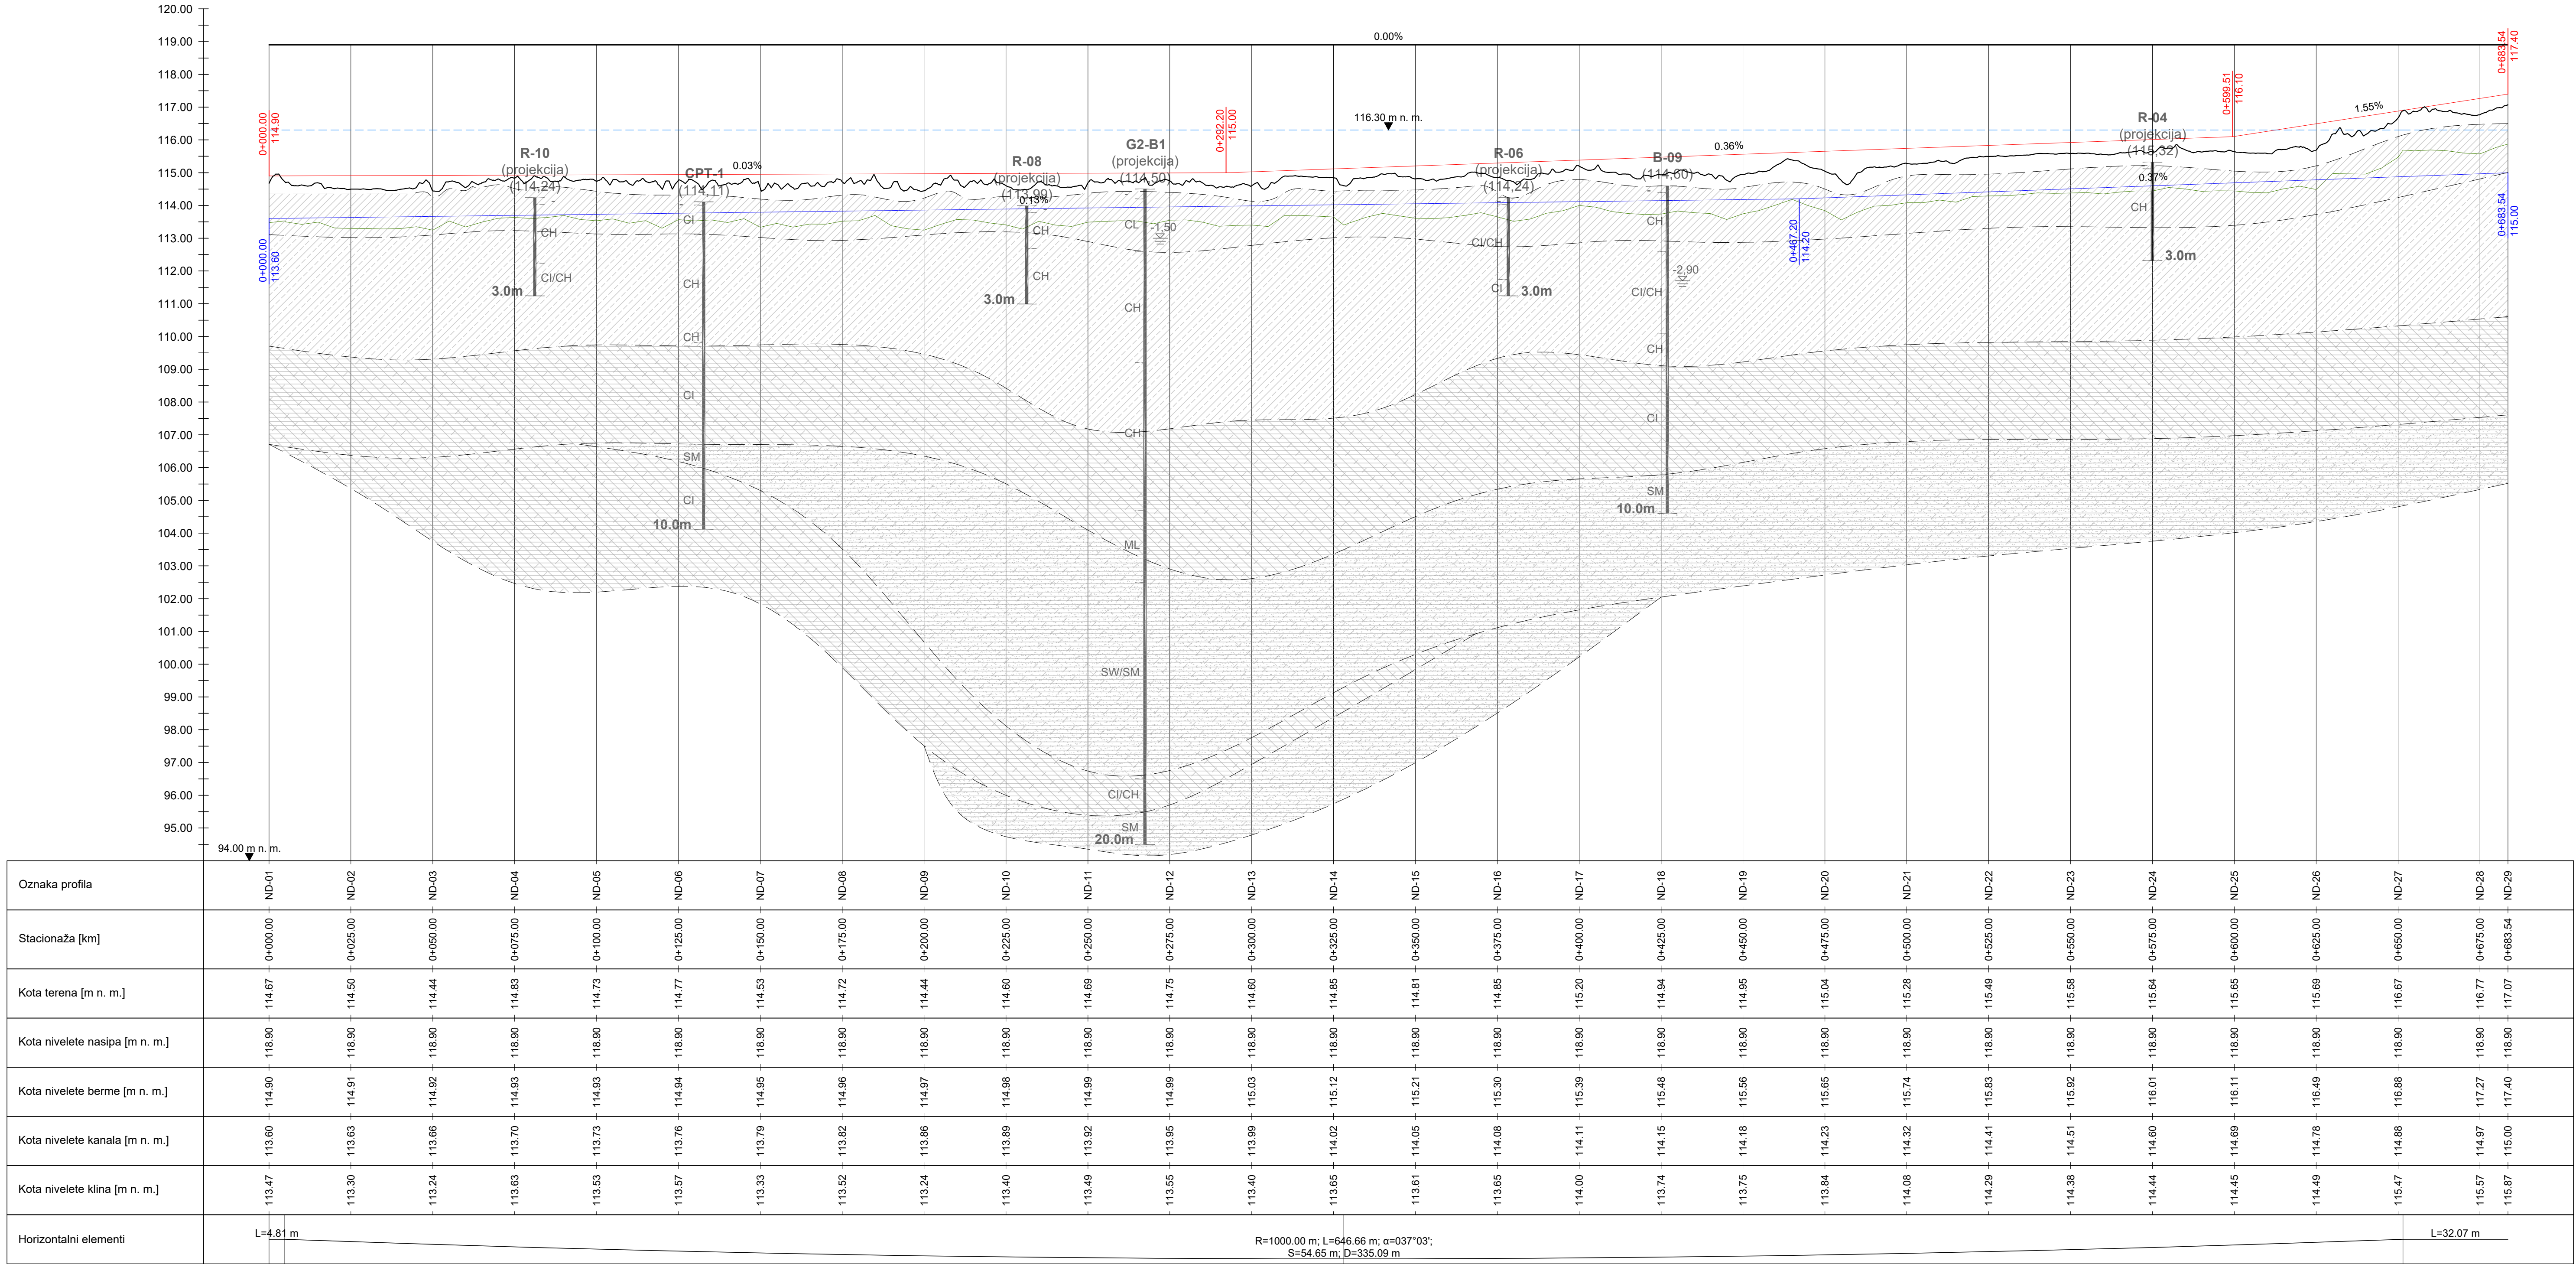 120.00
119.00
118.00
117.00
116.00
115.00
114.00
113.00
112.00
111.00
110.00
109.00
108.00
107.00
106.00
105.00
104.00
103.00
102.00
101.00
100.00
99.00
98.00
97.00
96.00
95.00
94.00 m n. m.
0.00%
116.30 m n. m.
0+000.00
114.90
0.03%
0+292.20
115.00
0.36%
0+599.51
116.10
1.55%
0+683.54
117.40
0+000.00
113.60
0.13%
0+467.20
114.20
0.37%
0+683.54
115.00
R-10
(projekcija)
(114,24)
-
CH
CI/CH
3.0m
CPT-1
(114,11)
-
CI
CH
CH
CI
SM
CI
10.0m
R-08
(projekcija)
(113,99)
-
CH
CH
3.0m
G2-B1
(projekcija)
(114,50)
-
CL
-1,50
CH
CH
ML
SW/SM
CI/CH
SM
20.0m
R-06
(projekcija)
(114,24)
-
CI/CH
CI
3.0m
B-09
(114,60)
-
CH
-2,90
CI/CH
CH
CI
SM
10.0m
R-04
(projekcija)
(115,32)
-
CH
3.0m
Oznaka profila ND-01 ND-02 ND-03 ND-04 ND-05 ND-06 ND-07 ND-08 ND-09 ND-10 ND-11 ND-12 ND-13 ND-14 ND-15 ND-16 ND-17 ND-18 ND-19 ND-20 ND-21 ND-22 ND-23 ND-24 ND-25 ND-26 ND-27 ND-28 ND-29
Stacionaža [km] 0+000.00 0+025.00 0+050.00 0+075.00 0+100.00 0+125.00 0+150.00 0+175.00 0+200.00 0+225.00 0+250.00 0+275.00 0+300.00 0+325.00 0+350.00 0+375.00 0+400.00 0+425.00 0+450.00 0+475.00 0+500.00 0+525.00 0+550.00 0+575.00 0+600.00 0+625.00 0+650.00 0+675.00 0+683.54
Kota terena [m n. m.] 114.67 114.50 114.44 114.83 114.73 114.77 114.53 114.72 114.44 114.60 114.69 114.75 114.60 114.85 114.81 114.85 115.20 114.94 114.95 115.04 115.28 115.49 115.58 115.64 115.65 115.69 116.67 116.77 117.07
Kota nivelete nasipa [m n. m.] 118.90 118.90 118.90 118.90 118.90 118.90 118.90 118.90 118.90 118.90 118.90 118.90 118.90 118.90 118.90 118.90 118.90 118.90 118.90 118.90 118.90 118.90 118.90 118.90 118.90 118.90 118.90 118.90 118.90
Kota nivelete berme [m n. m.] 114.90 114.91 114.92 114.93 114.93 114.94 114.95 114.96 114.97 114.98 114.99 114.99 115.03 115.12 115.21 115.30 115.39 115.48 115.56 115.65 115.74 115.83 115.92 116.01 116.11 116.49 116.88 117.27 117.40
Kota nivelete kanala [m n. m.] 113.60 113.63 113.66 113.70 113.73 113.76 113.79 113.82 113.86 113.89 113.92 113.95 113.99 114.02 114.05 114.08 114.11 114.15 114.18 114.23 114.32 114.41 114.51 114.60 114.69 114.78 114.88 114.97 115.00
Kota nivelete klina [m n. m.] 113.47 113.30 113.24 113.63 113.53 113.57 113.33 113.52 113.24 113.40 113.49 113.55 113.40 113.65 113.61 113.65 114.00 113.74 113.75 113.84 114.08 114.29 114.38 114.44 114.45 114.49 115.47 115.57 115.87
Horizontalni elementi L=4.81 m R=1000.00 m; L=646.66 m; α=037°03'; L=32.07 m
S=54.65 m; D=335.09 m